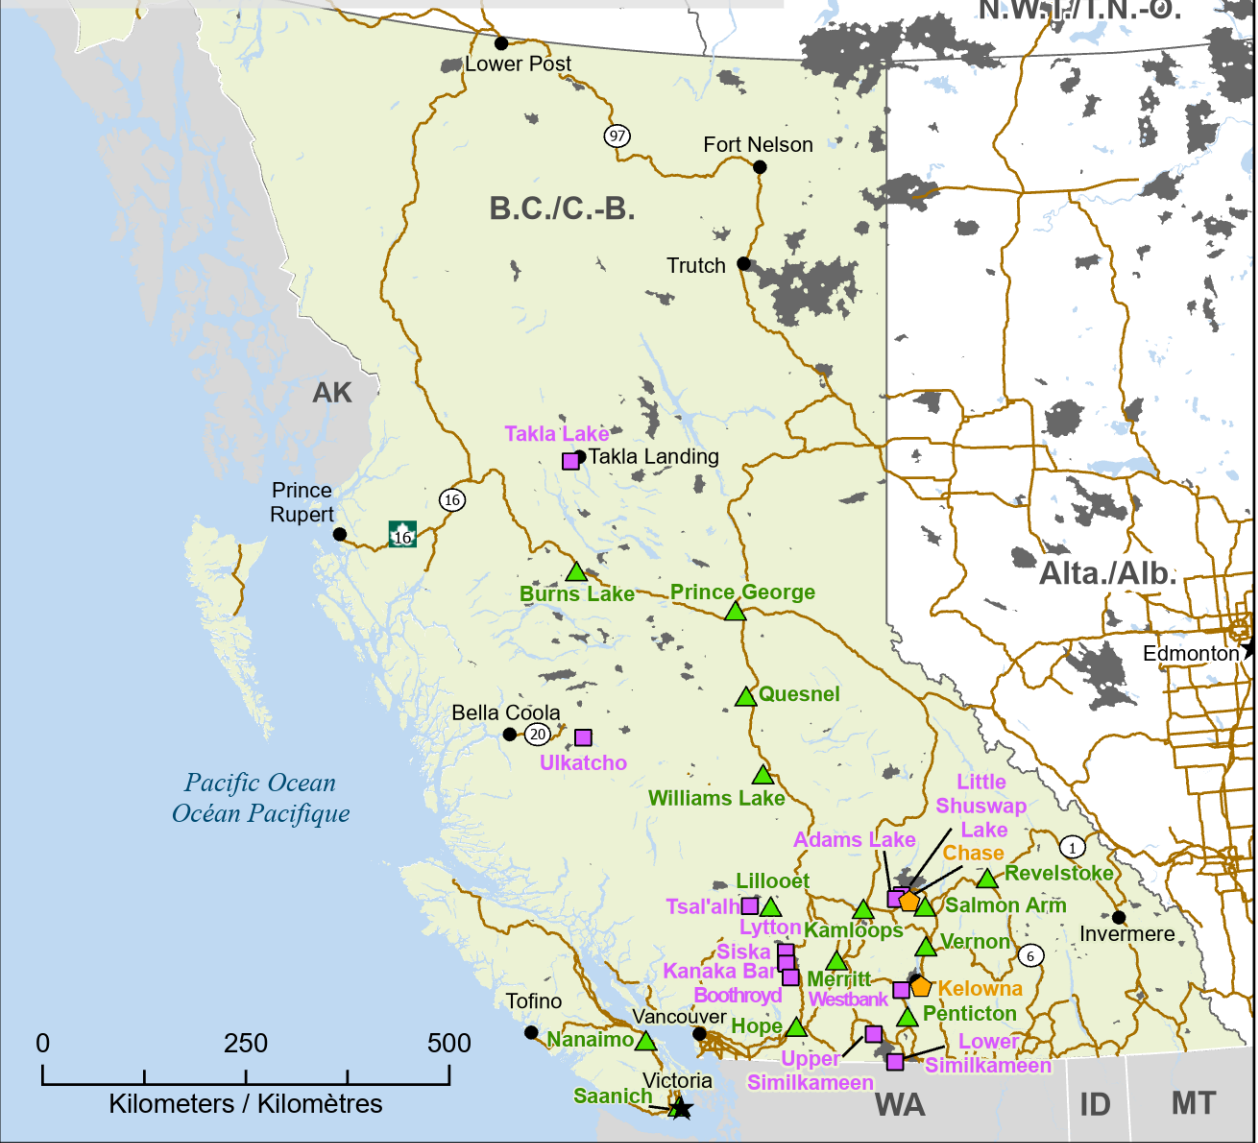 N.W.T./T.N.-O.
Lower Post
97
Fort Nelson
B.C./C.-B.
Trutch
AK
Takla Lake
Takla Landing
Prince
Rupert
16
16
Alta./Alb.
Burns Lake
Prince George
Edmonton
Quesnel
Bella Coola
20
Ulkatcho
Pacific Ocean
Océan Pacifique
Williams Lake
Little
Shuswap
Lake
Adams Lake
Chase
1
Revelstoke
Lillooet
Tsal'alh
Salmon Arm
Lytton
Kamloops
Invermere
Siska
Vernon
6
Kanaka Bar
Merritt
Boothroyd
Westbank
Kelowna
Tofino
Vancouver
Hope
Penticton
Nanaimo
0
250
500
Upper
Similkameen
Lower
Similkameen
Victoria
Saanich
Kilometers / Kilomètres
WA
ID
MT